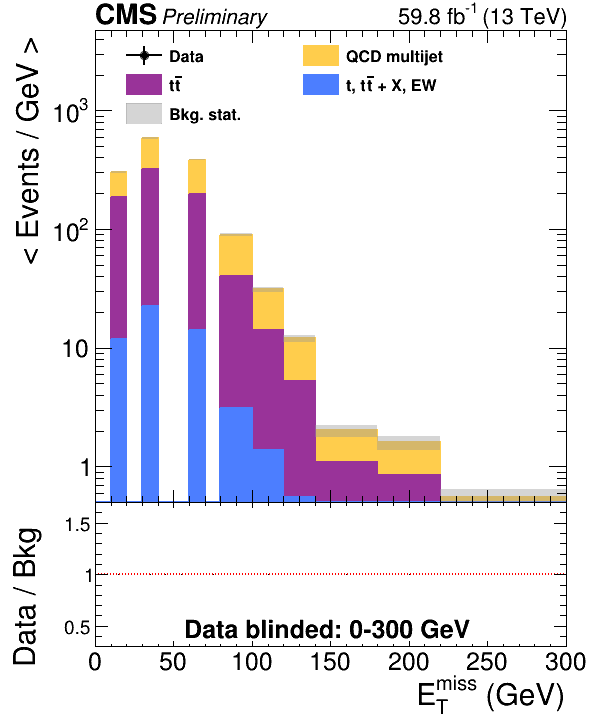 CMS Preliminary 59.8 fb⁻¹ (13 TeV)
< Events / GeV >
Data
QCD multijet
tt̄
t, tt̄ + X, EW
Bkg. stat.
10³
10²
10
1
Data / Bkg
1.5
1
0.5
Data blinded: 0-300 GeV
0 50 100 150 200 250 300
E_T^miss (GeV)